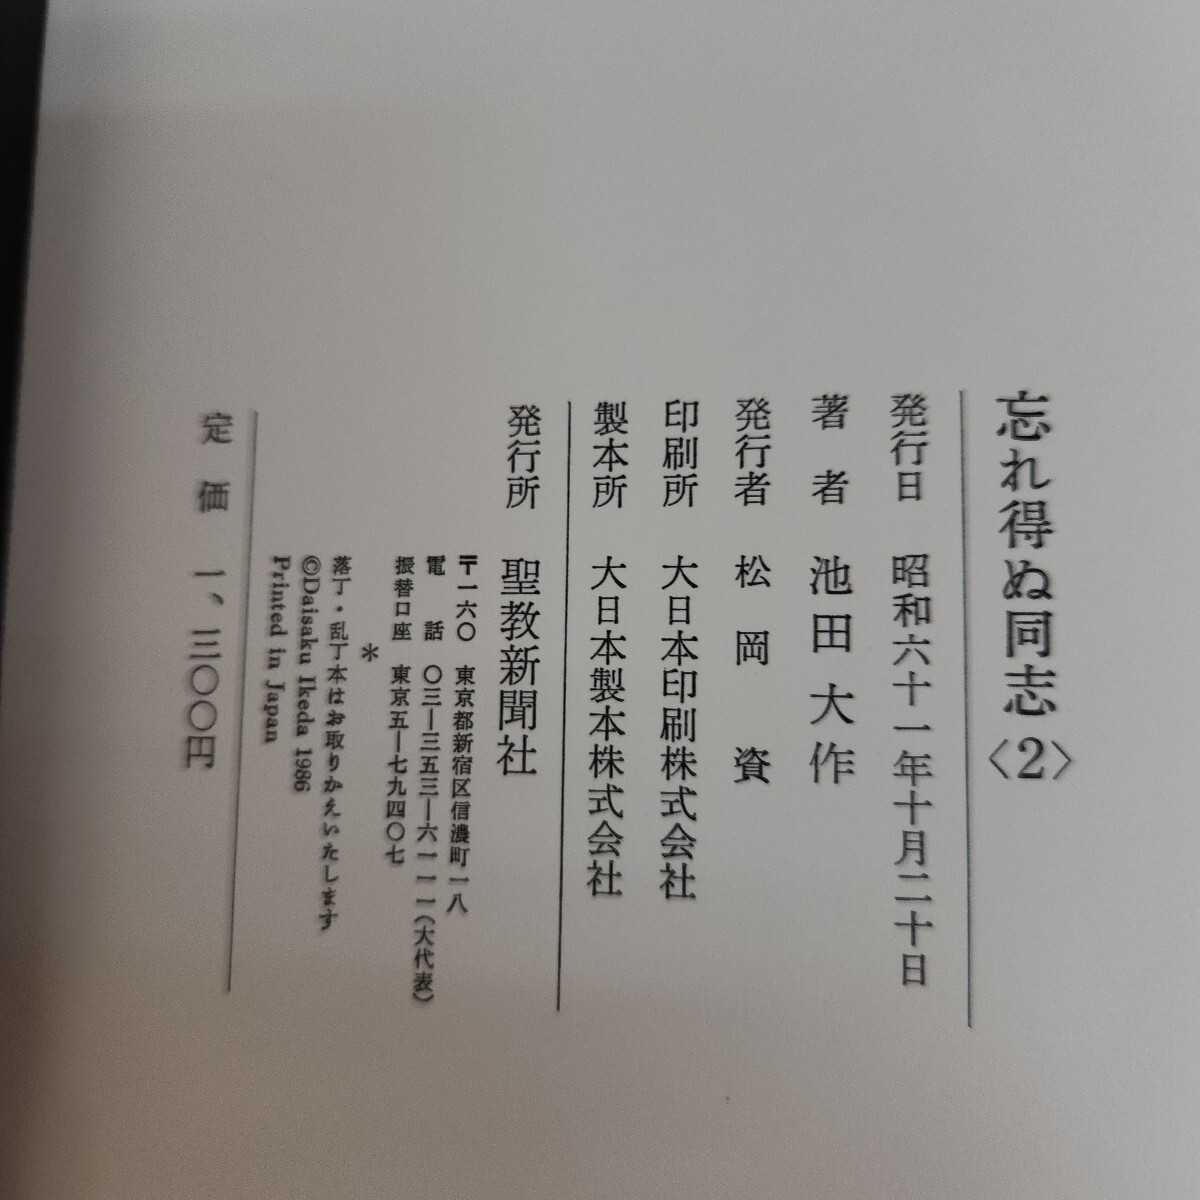 忘れ得ぬ同志〈2〉
発行日 昭和六十一年十月二十日
著者 池田大作
発行者 松岡資
印刷所 大日本印刷株式会社
製本所 大日本製本株式会社
発行所 聖教新聞社
〒一六〇 東京都新宿区信濃町一八
電話 〇三―三五三―六一一一(大代表)
振替口座 東京五―七九四〇七
*
落丁・乱丁本はお取りかえいたします
©Daisaku Ikeda 1986
Printed in Japan
定価 一、三〇〇円